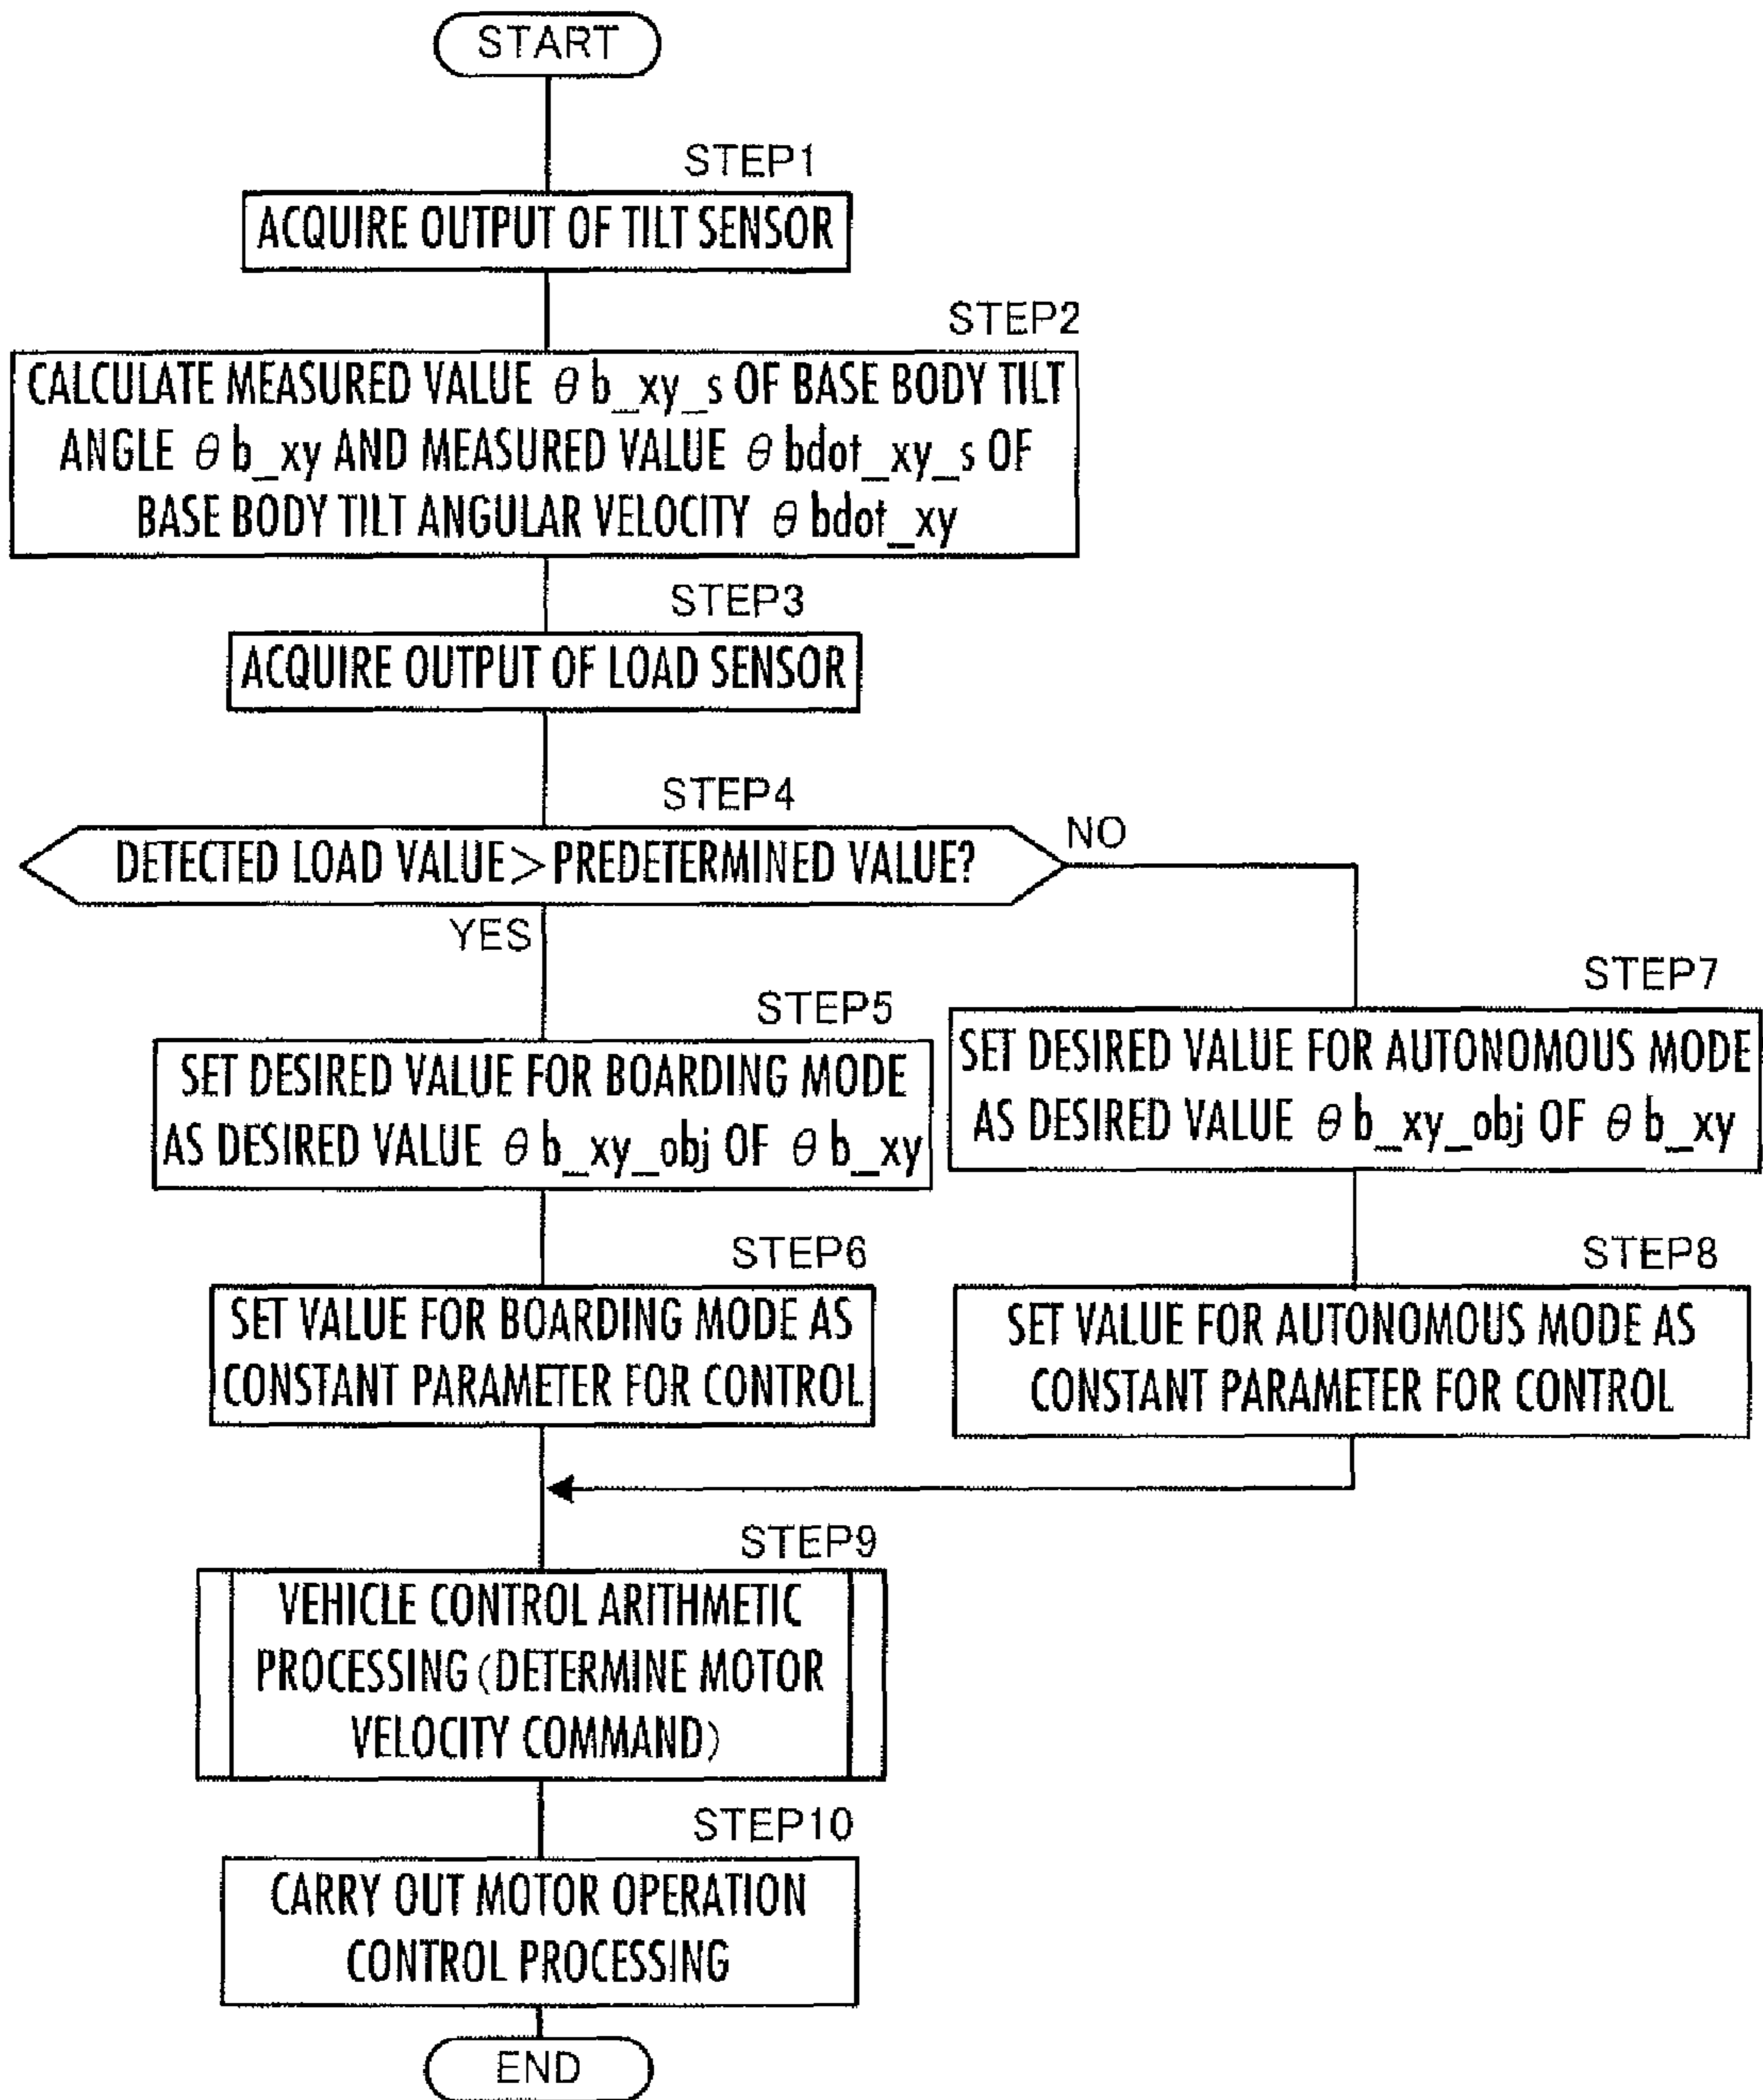 START
STEP1
ACQUIRE OUTPUT OF TILT SENSOR
STEP2
CALCULATE MEASURED VALUE θb_xy_s OF BASE BODY TILT
ANGLE θb_xy AND MEASURED VALUE θbdot_xy_s OF
BASE BODY TILT ANGULAR VELOCITY θbdot_xy
STEP3
ACQUIRE OUTPUT OF LOAD SENSOR
STEP4
DETECTED LOAD VALUE>PREDETERMINED VALUE?
NO
YES
STEP5
SET DESIRED VALUE FOR BOARDING MODE
AS DESIRED VALUE θb_xy_obj OF θb_xy
STEP7
SET DESIRED VALUE FOR AUTONOMOUS MODE
AS DESIRED VALUE θb_xy_obj OF θb_xy
STEP6
SET VALUE FOR BOARDING MODE AS
CONSTANT PARAMETER FOR CONTROL
STEP8
SET VALUE FOR AUTONOMOUS MODE AS
CONSTANT PARAMETER FOR CONTROL
STEP9
VEHICLE CONTROL ARITHMETIC
PROCESSING(DETERMINE MOTOR
VELOCITY COMMAND)
STEP10
CARRY OUT MOTOR OPERATION
CONTROL PROCESSING
END